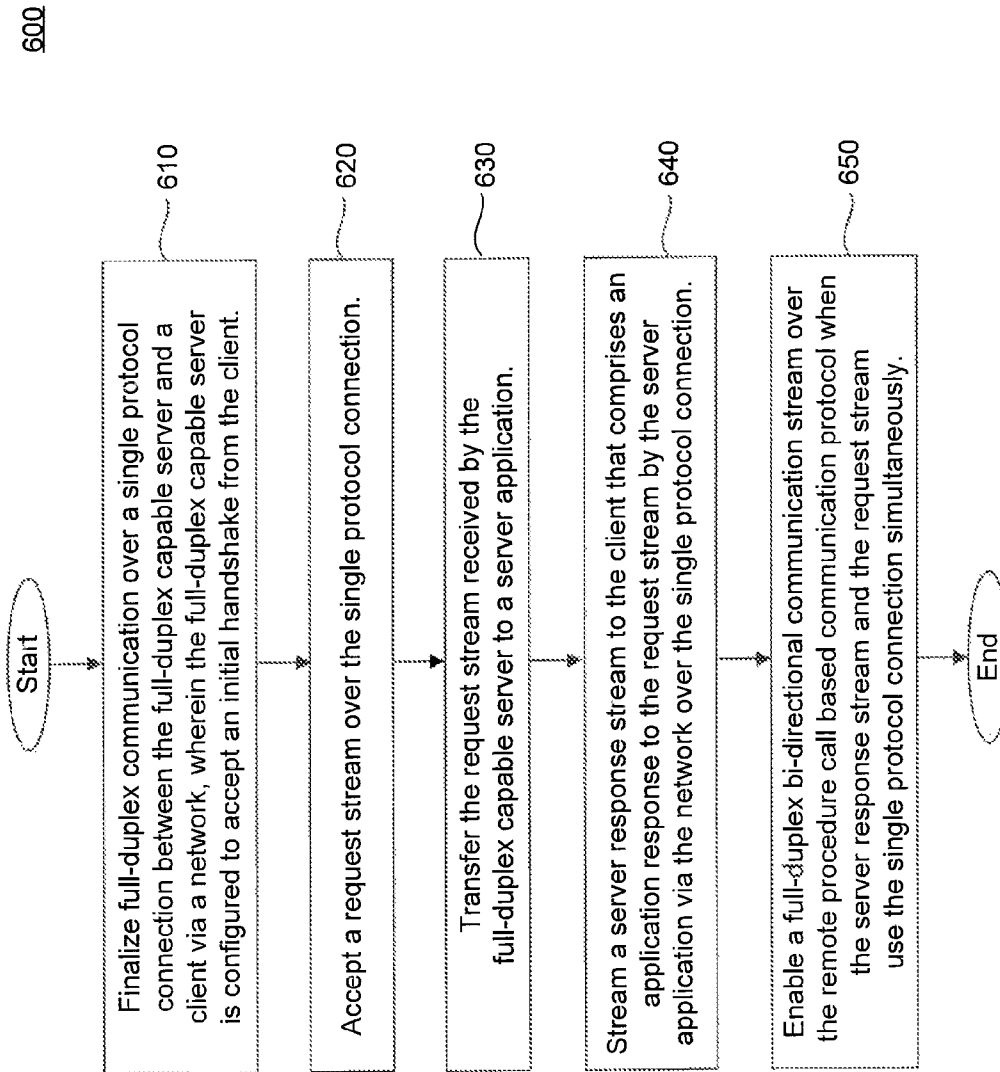 600
Start
Finalize full-duplex communication over a single protocol
connection between the full-duplex capable server and a
client via a network, wherein the full-duplex capable server
is configured to accept an initial handshake from the client.
610
Accept a request stream over the single protocol connection.
620
Transfer the request stream received by the
full-duplex capable server to a server application.
630
Stream a server response stream to the client that comprises an
application response to the request stream by the server
application via the network over the single protocol connection.
640
Enable a full-duplex bi-directional communication stream over
the remote procedure call based communication protocol when
the server response stream and the request stream
use the single protocol connection simultaneously.
650
End